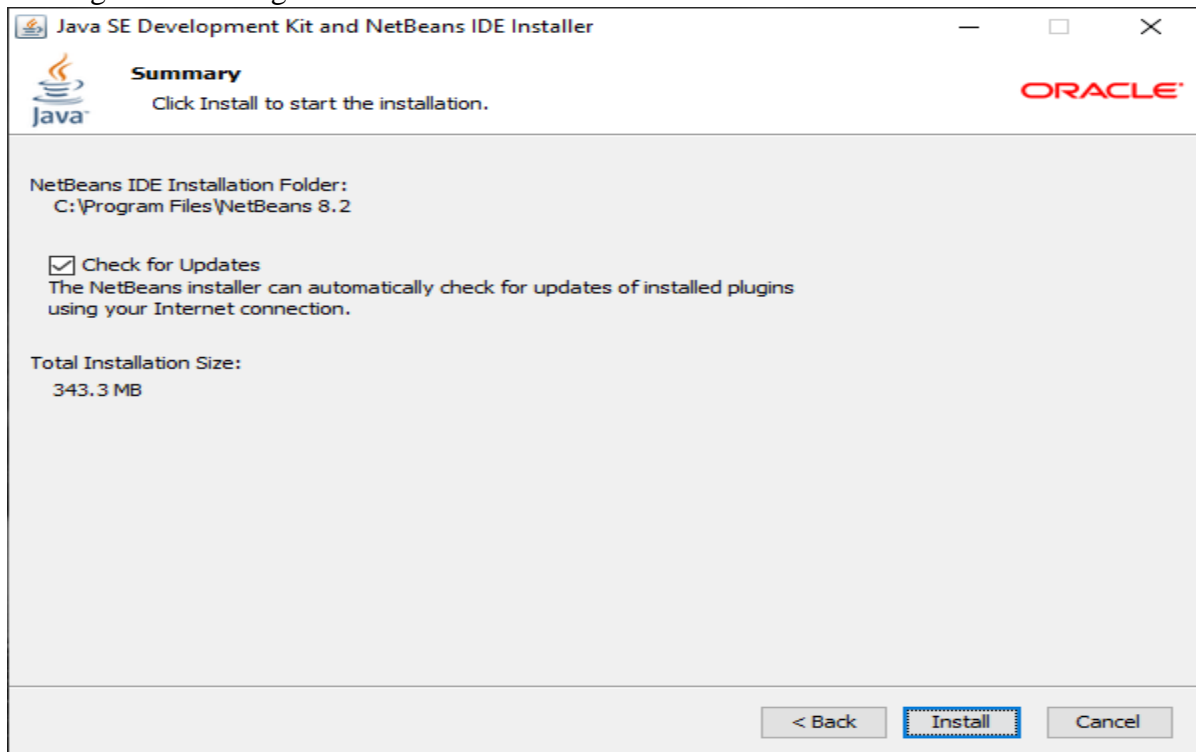 Java SE Development Kit and NetBeans IDE Installer
Summary
Click Install to start the installation.
Java
ORACLE
NetBeans IDE Installation Folder:
C:\Program Files\NetBeans 8.2
Check for Updates
The NetBeans installer can automatically check for updates of installed plugins
using your Internet connection.
Total Installation Size:
343.3 MB
< Back Install Cancel